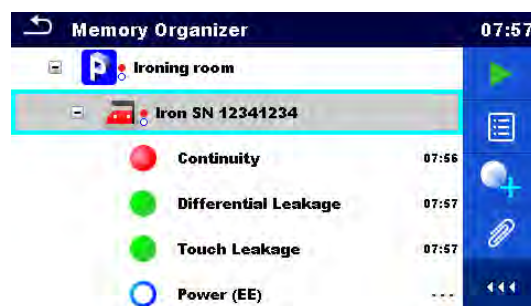 Memory Organizer 07:57
Ironing room
Iron SN 12341234
Continuity 07:56
Differential Leakage 07:57
Touch Leakage 07:57
Power (EE) ---